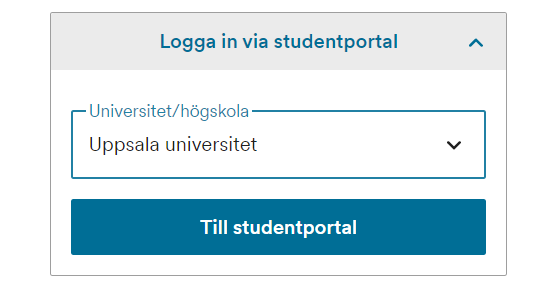 Logga in via studentportal
Universitet/högskola
Uppsala universitet
Till studentportal